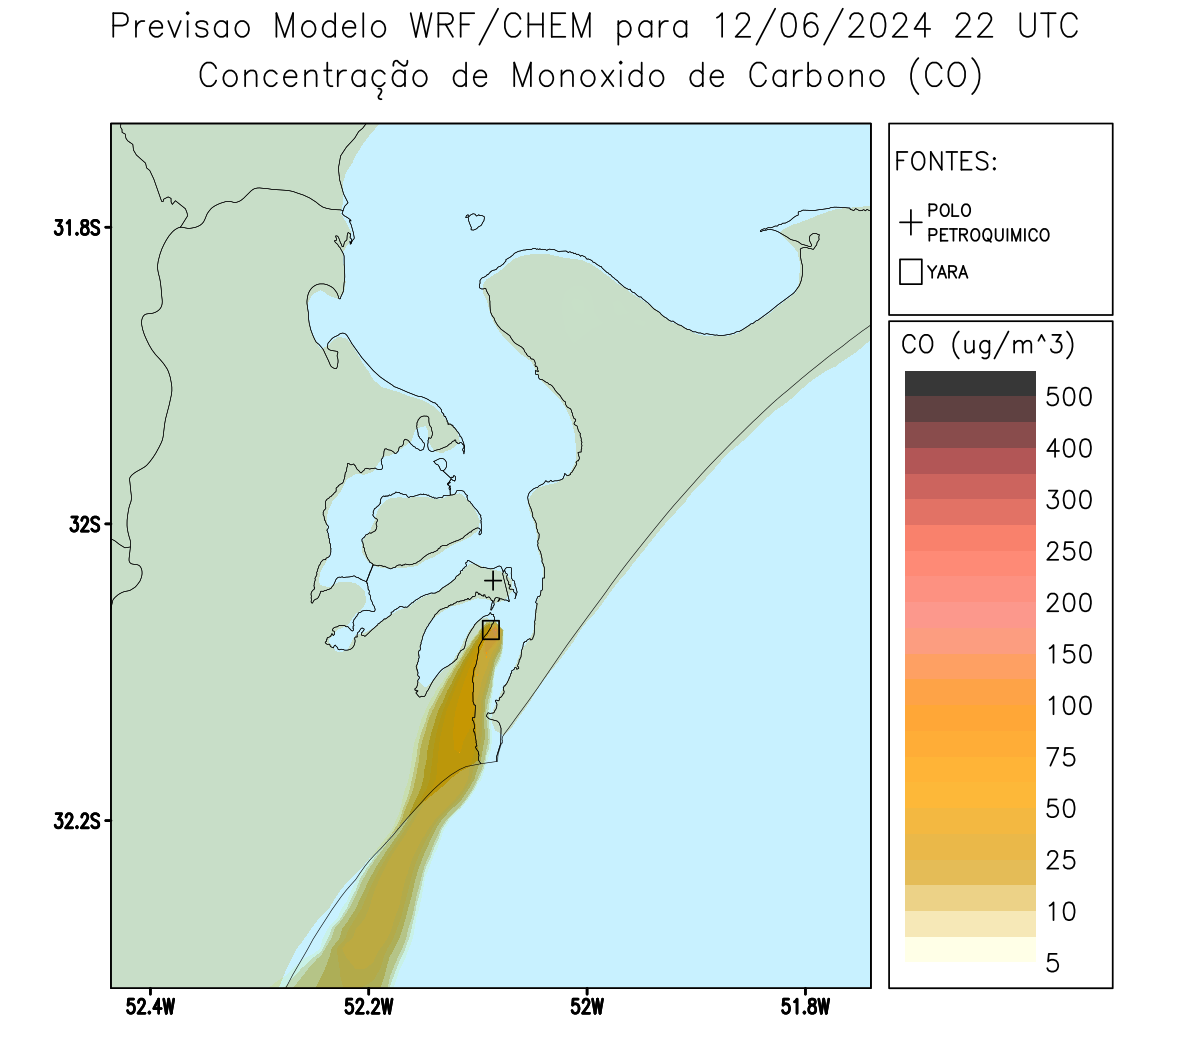 Previsao Modelo WRF/CHEM para 12/06/2024 22 UTC
Concentração de Monoxido de Carbono (CO)
FONTES:
POLO
PETROQUIMICO
YARA
CO (ug/m^3)
500
400
300
250
200
150
100
75
50
25
10
5
31.8S
32S
32.2S
52.4W
52.2W
52W
51.8W